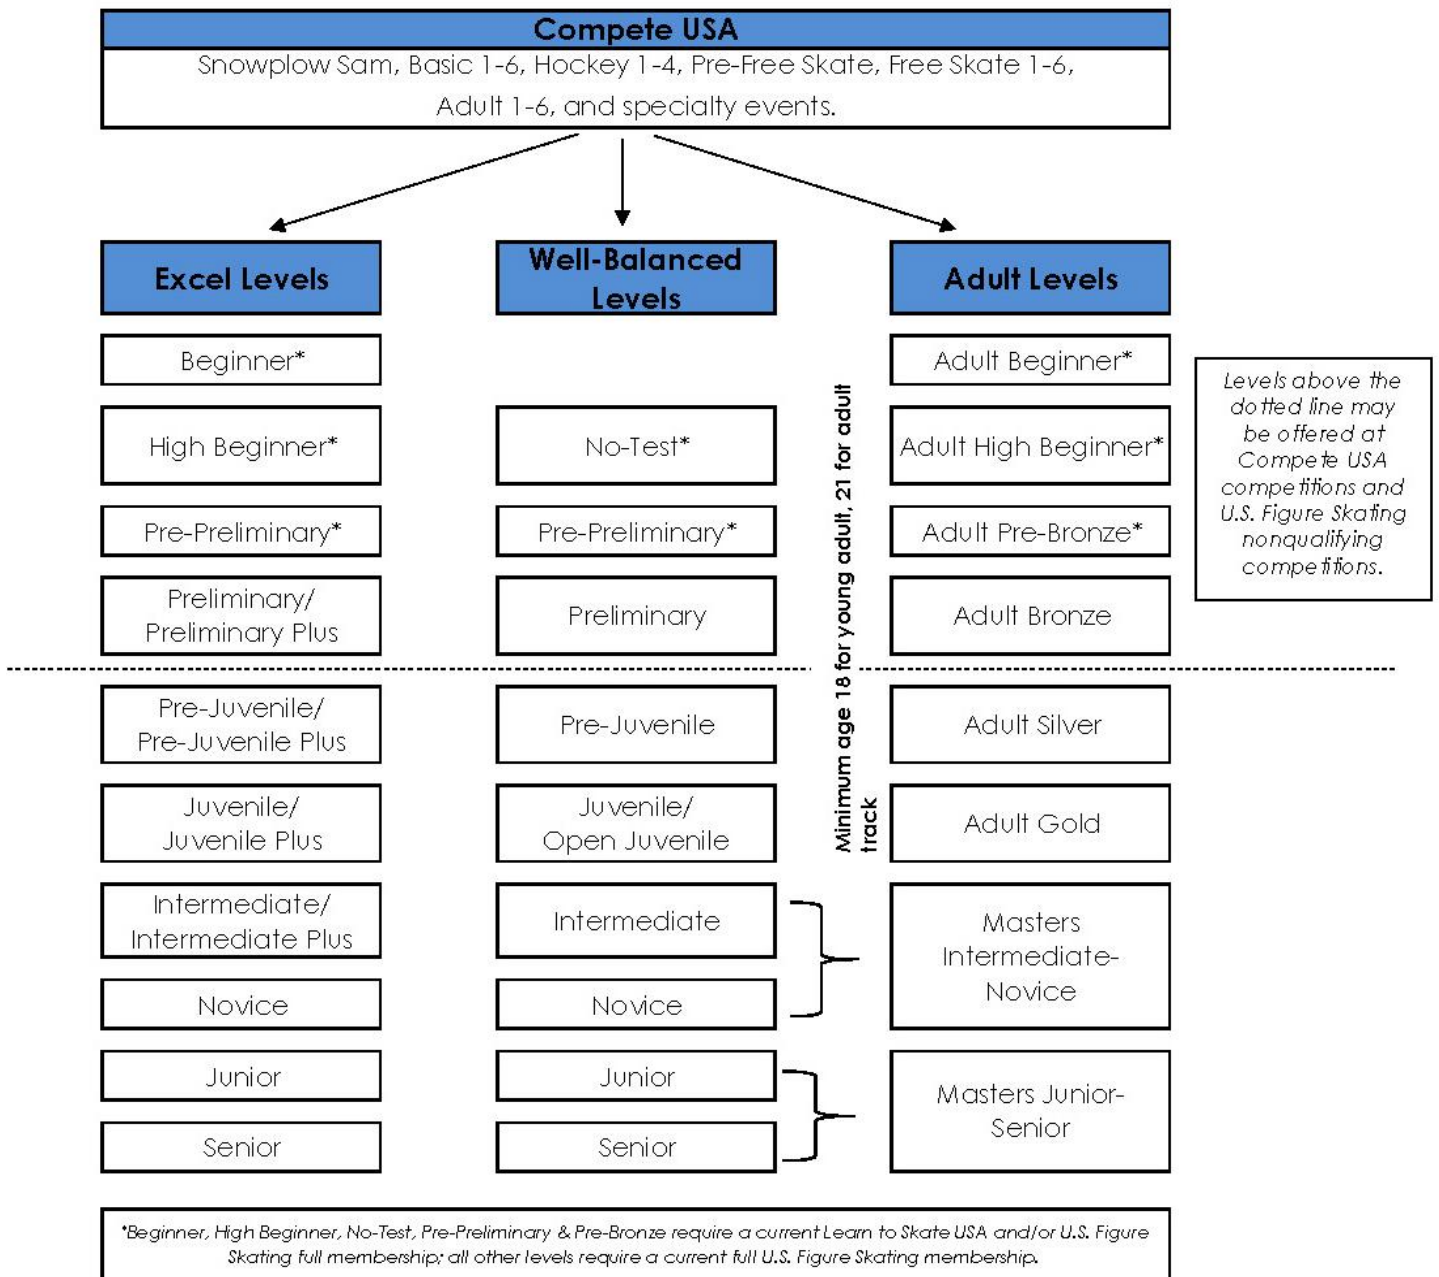 Compete USA
Snowplow Sam, Basic 1-6, Hockey 1-4, Pre-Free Skate, Free Skate 1-6,
Adult 1-6, and specialty events.
Excel Levels
Beginner*
High Beginner*
Pre-Preliminary*
Preliminary/
Preliminary Plus
Pre-Juvenile/
Pre-Juvenile Plus
Juvenile/
Juvenile Plus
Intermediate/
Intermediate Plus
Novice
Junior
Senior
Well-Balanced
Levels
No-Test*
Pre-Preliminary*
Preliminary
Pre-Juvenile
Juvenile/
Open Juvenile
Intermediate
Novice
Junior
Senior
Minimum age 18 for young adult, 21 for adult
track
Adult Levels
Adult Beginner*
Adult High Beginner*
Adult Pre-Bronze*
Adult Bronze
Adult Silver
Adult Gold
Masters
Intermediate-
Novice
Masters Junior-
Senior
Levels above the
dotted line may
be offered at
Compete USA
competitions and
U.S. Figure Skating
nonqualifying
competitions.
*Beginner, High Beginner, No-Test, Pre-Preliminary & Pre-Bronze require a current Learn to Skate USA and/or U.S. Figure
Skating full membership; all other levels require a current full U.S. Figure Skating membership.